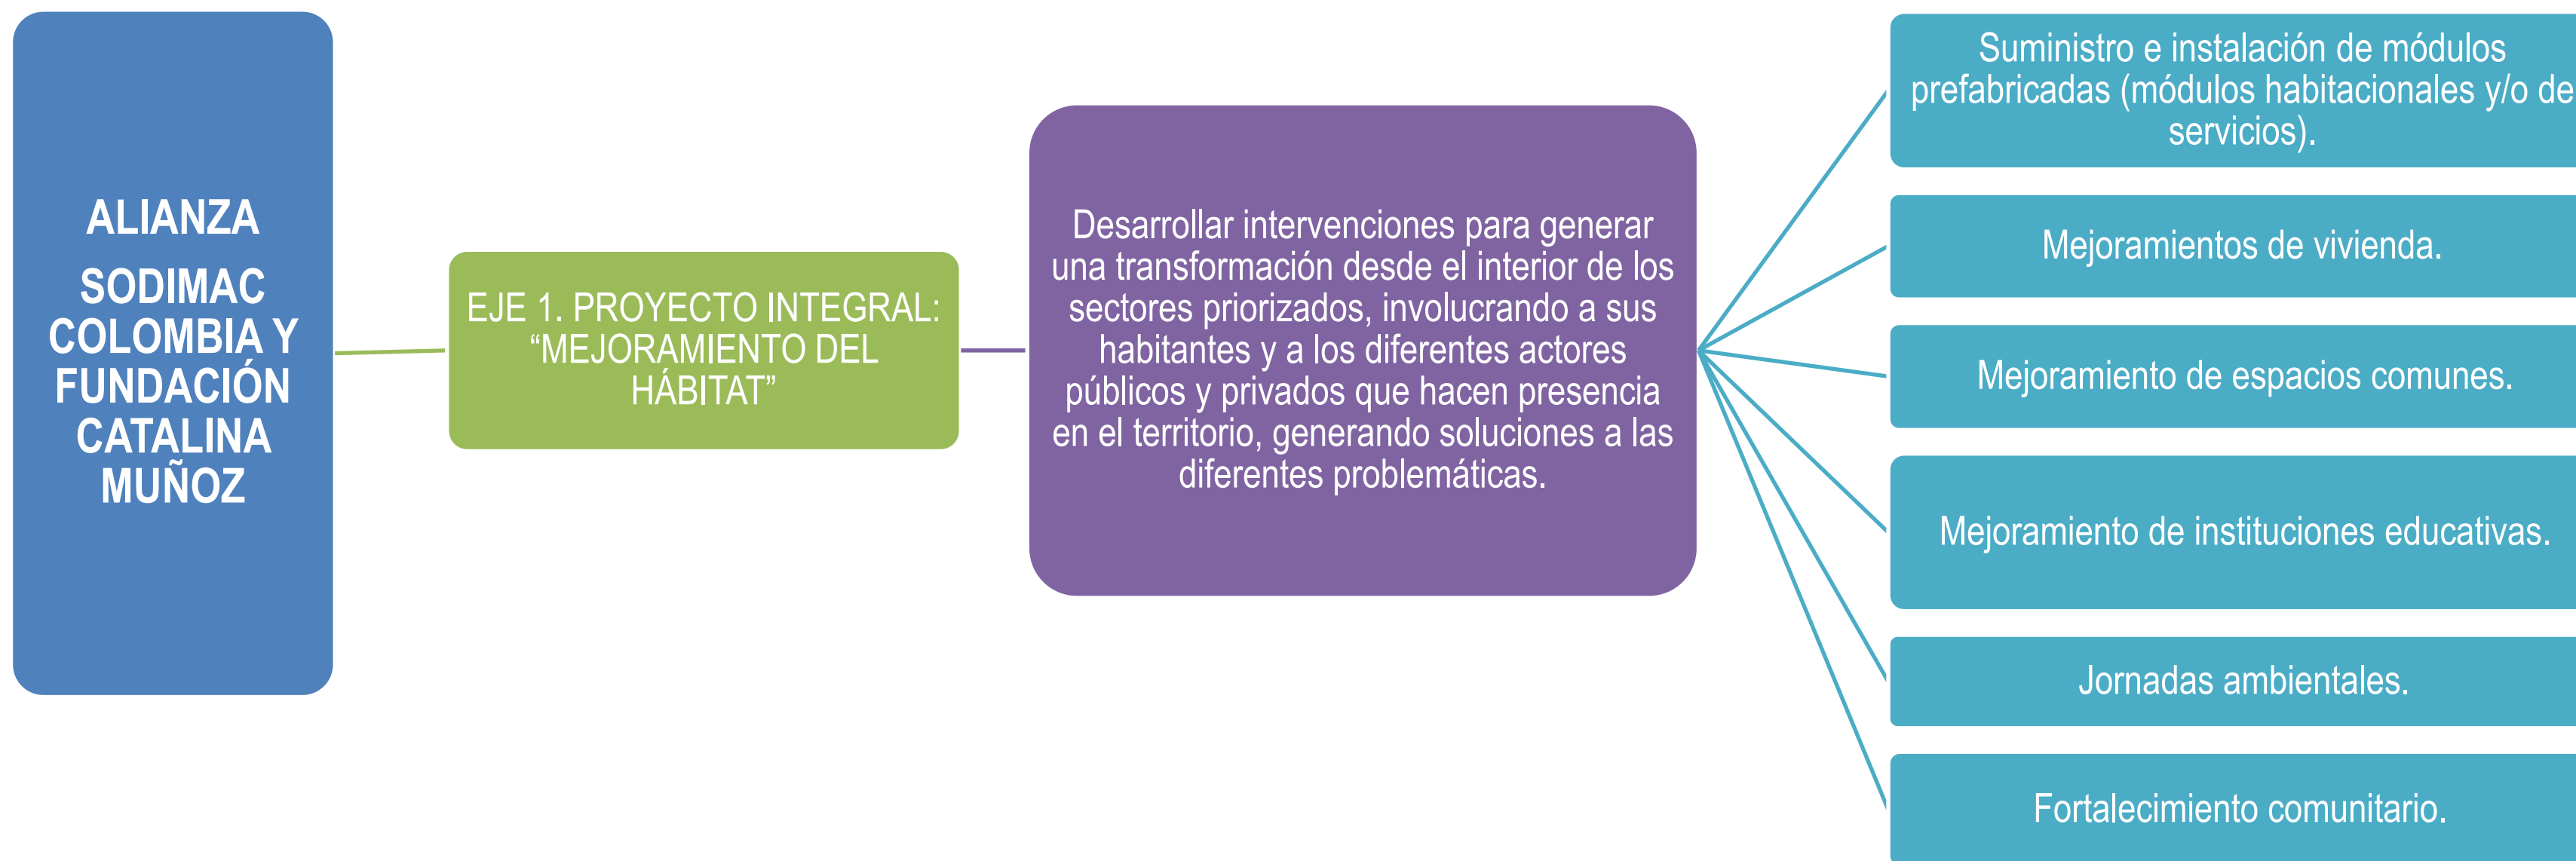 ALIANZA
SODIMAC
COLOMBIA Y
FUNDACIÓN
CATALINA
MUÑOZ
EJE 1. PROYECTO INTEGRAL:
“MEJORAMIENTO DEL
HÁBITAT”
Desarrollar intervenciones para generar
una transformación desde el interior de los
sectores priorizados, involucrando a sus
habitantes y a los diferentes actores
públicos y privados que hacen presencia
en el territorio, generando soluciones a las
diferentes problemáticas.
Suministro e instalación de módulos
prefabricadas (módulos habitacionales y/o de
servicios).
Mejoramientos de vivienda.
Mejoramiento de espacios comunes.
Mejoramiento de instituciones educativas.
Jornadas ambientales.
Fortalecimiento comunitario.